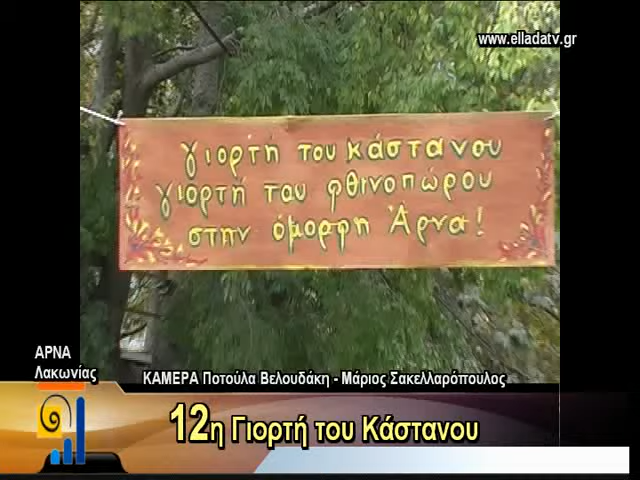 www.elladatv.gr
γιορτή του κάστανου
γιορτή του φθινοπώρου
στην όμορφη Άρνα!
ΑΡΝΑ
Λακωνίας
ΚΑΜΕΡΑ Ποτούλα Βελουδάκη - Μάριος Σακελλαρόπουλος
12η Γιορτή του Κάστανου